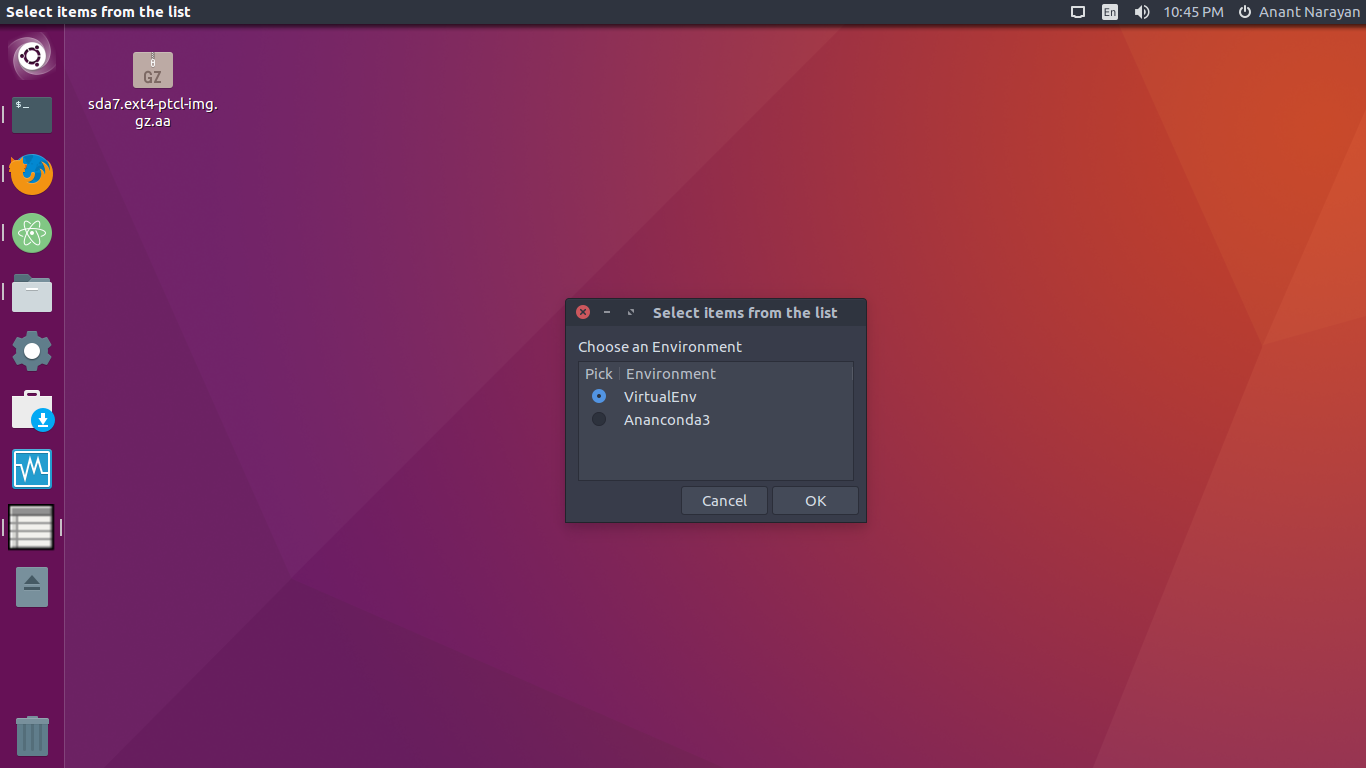 Select items from the list
En
10:45 PM
Anant Narayan
GZ
sda7.ext4-ptcl-img.
gz.aa
$_
Select items from the list
Choose an Environment
Pick Environment
VirtualEnv
Ananconda3
Cancel OK